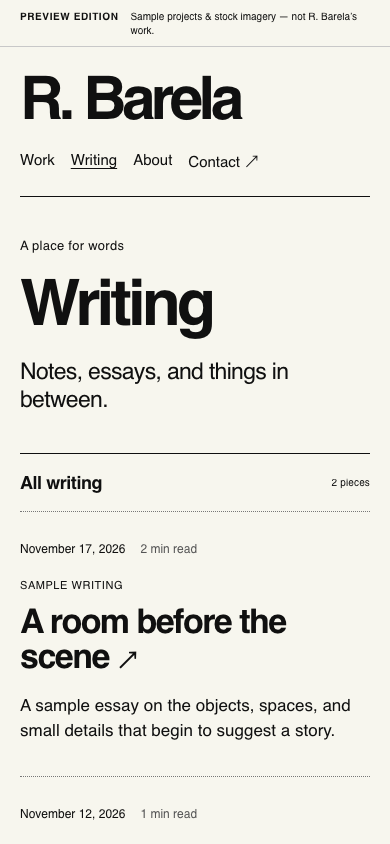 PREVIEW EDITION Sample projects & stock imagery — not R. Barela's
work.
R. Barela
Work Writing About Contact ↗
A place for words
Writing
Notes, essays, and things in
between.
All writing 2 pieces
November 17, 2026 2 min read
SAMPLE WRITING
A room before the
scene ↗
A sample essay on the objects, spaces, and
small details that begin to suggest a story.
November 12, 2026 1 min read